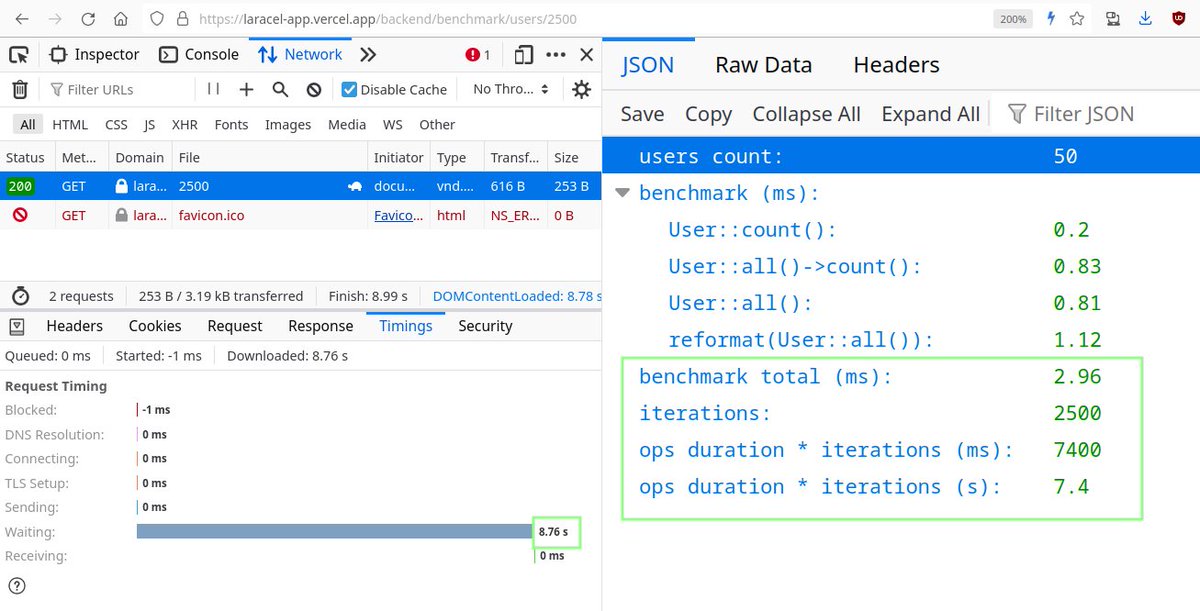 https://laravel-app.vercel.app/backend/benchmark/users/2500
200%
Inspector Console Network 1
Filter URLs Disable Cache No Thro...
All HTML CSS JS XHR Fonts Images Media WS Other
Status Met... Domain File Initiator Type Transf... Size
200 GET lara... 2500 docu... vnd.... 616 B 253 B
GET lara... favicon.ico Favico... html NS_ER... 0 B
2 requests 253 B / 3.19 kB transferred Finish: 8.99 s DOMContentLoaded: 8.78 s
Headers Cookies Request Response Timings Security
Queued: 0 ms Started: -1 ms Downloaded: 8.76 s
Request Timing
Blocked: -1 ms
DNS Resolution: 0 ms
Connecting: 0 ms
TLS Setup: 0 ms
Sending: 0 ms
Waiting: 8.76 s
Receiving: 0 ms
JSON Raw Data Headers
Save Copy Collapse All Expand All Filter JSON
users count: 50
benchmark (ms):
User::count(): 0.2
User::all()->count(): 0.83
User::all(): 0.81
reformat(User::all()): 1.12
benchmark total (ms): 2.96
iterations: 2500
ops duration * iterations (ms): 7400
ops duration * iterations (s): 7.4